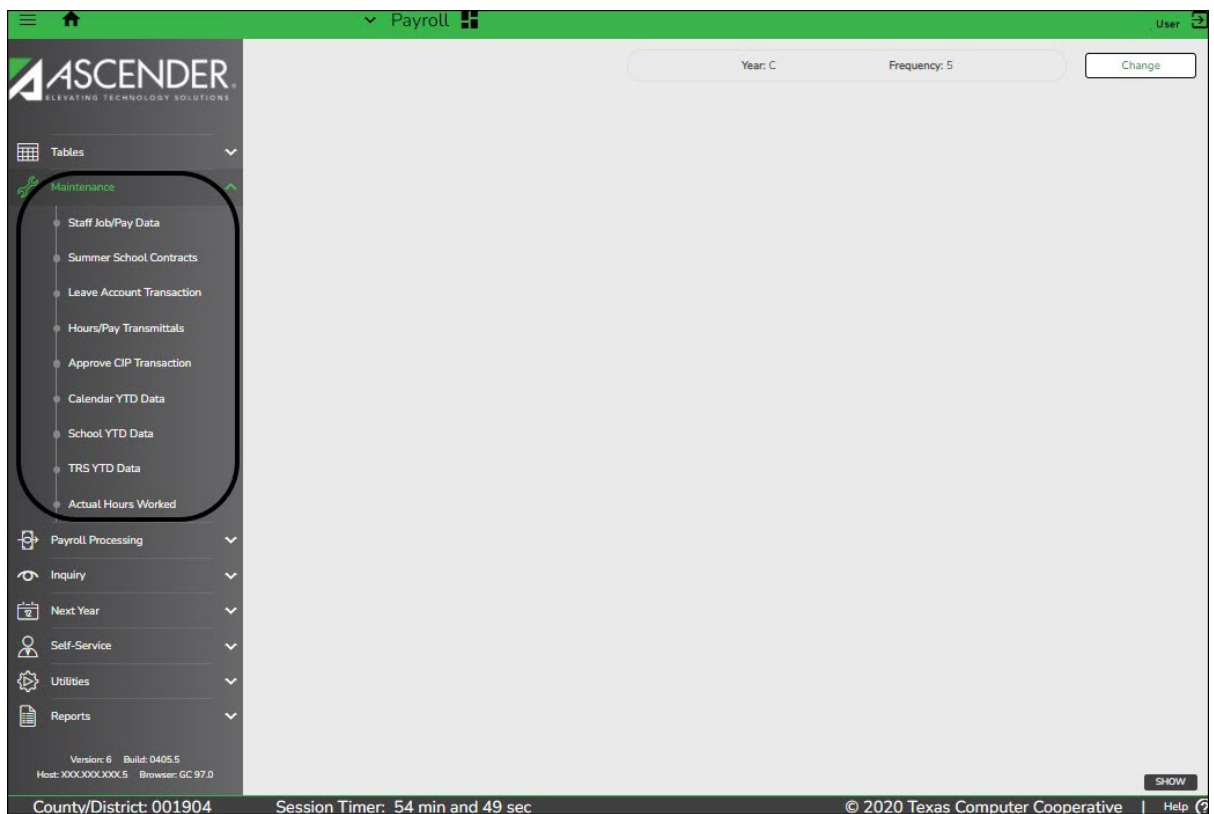 Payroll
User
ASCENDER
ELEVATING TECHNOLOGY SOLUTIONS
Year: C Frequency: 5 Change
Tables
Maintenance
Staff Job/Pay Data
Summer School Contracts
Leave Account Transaction
Hours/Pay Transmittals
Approve CIP Transaction
Calendar YTD Data
School YTD Data
TRS YTD Data
Actual Hours Worked
Payroll Processing
Inquiry
Next Year
Self-Service
Utilities
Reports
Version: 6 Build: 0405.5
Host: XXX.XXX.XXX.5 Browser: GC 97.0
SHOW
County/District: 001904 Session Timer: 54 min and 49 sec © 2020 Texas Computer Cooperative | Help